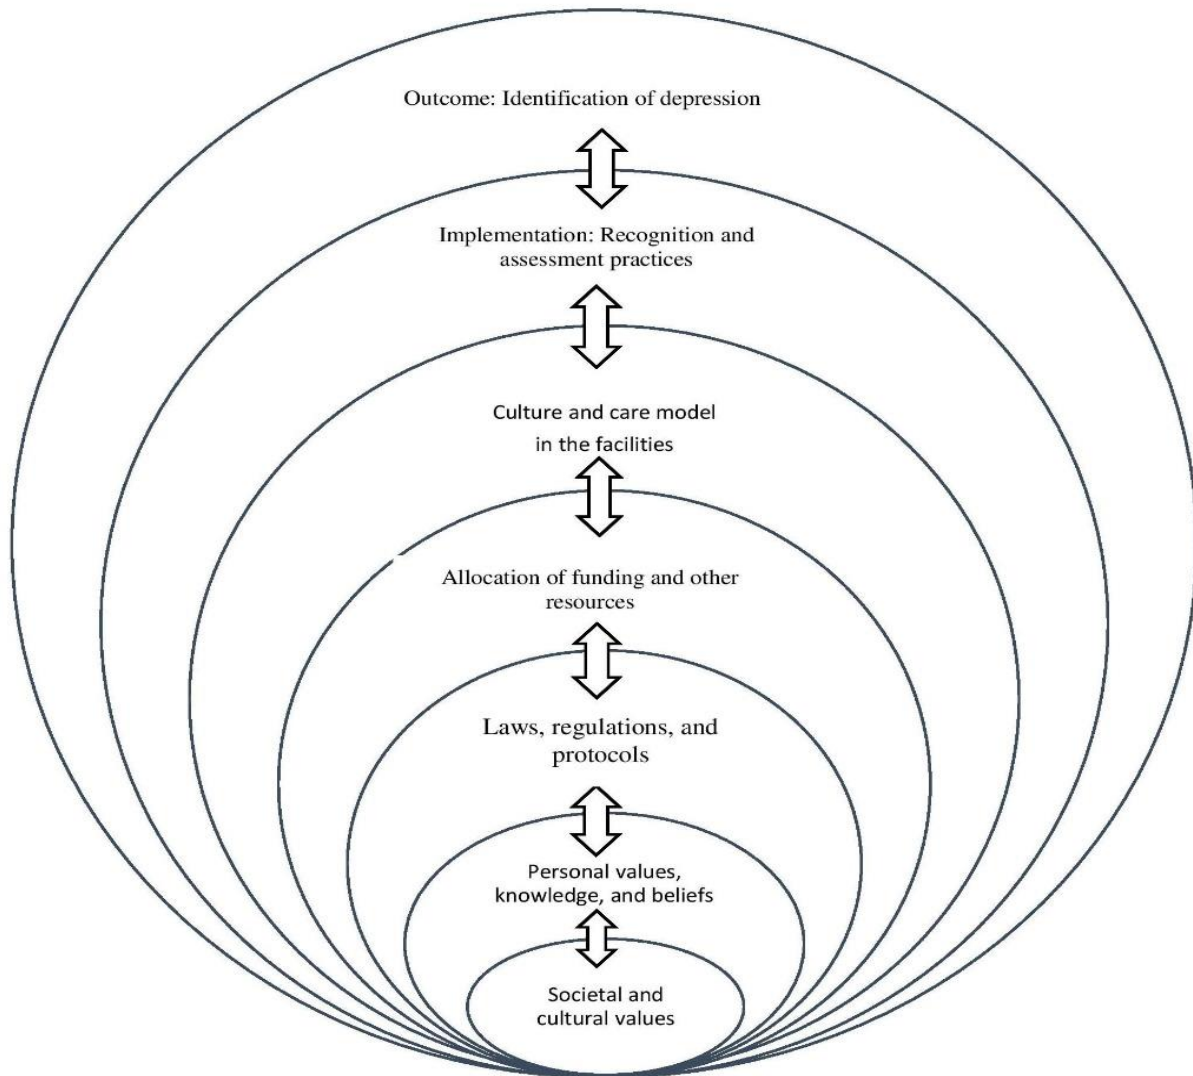 Outcome: Identification of depression
Implementation: Recognition and
assessment practices
Culture and care model
in the facilities
Allocation of funding and other
resources
Laws, regulations, and
protocols
Personal values,
knowledge, and beliefs
Societal and
cultural values